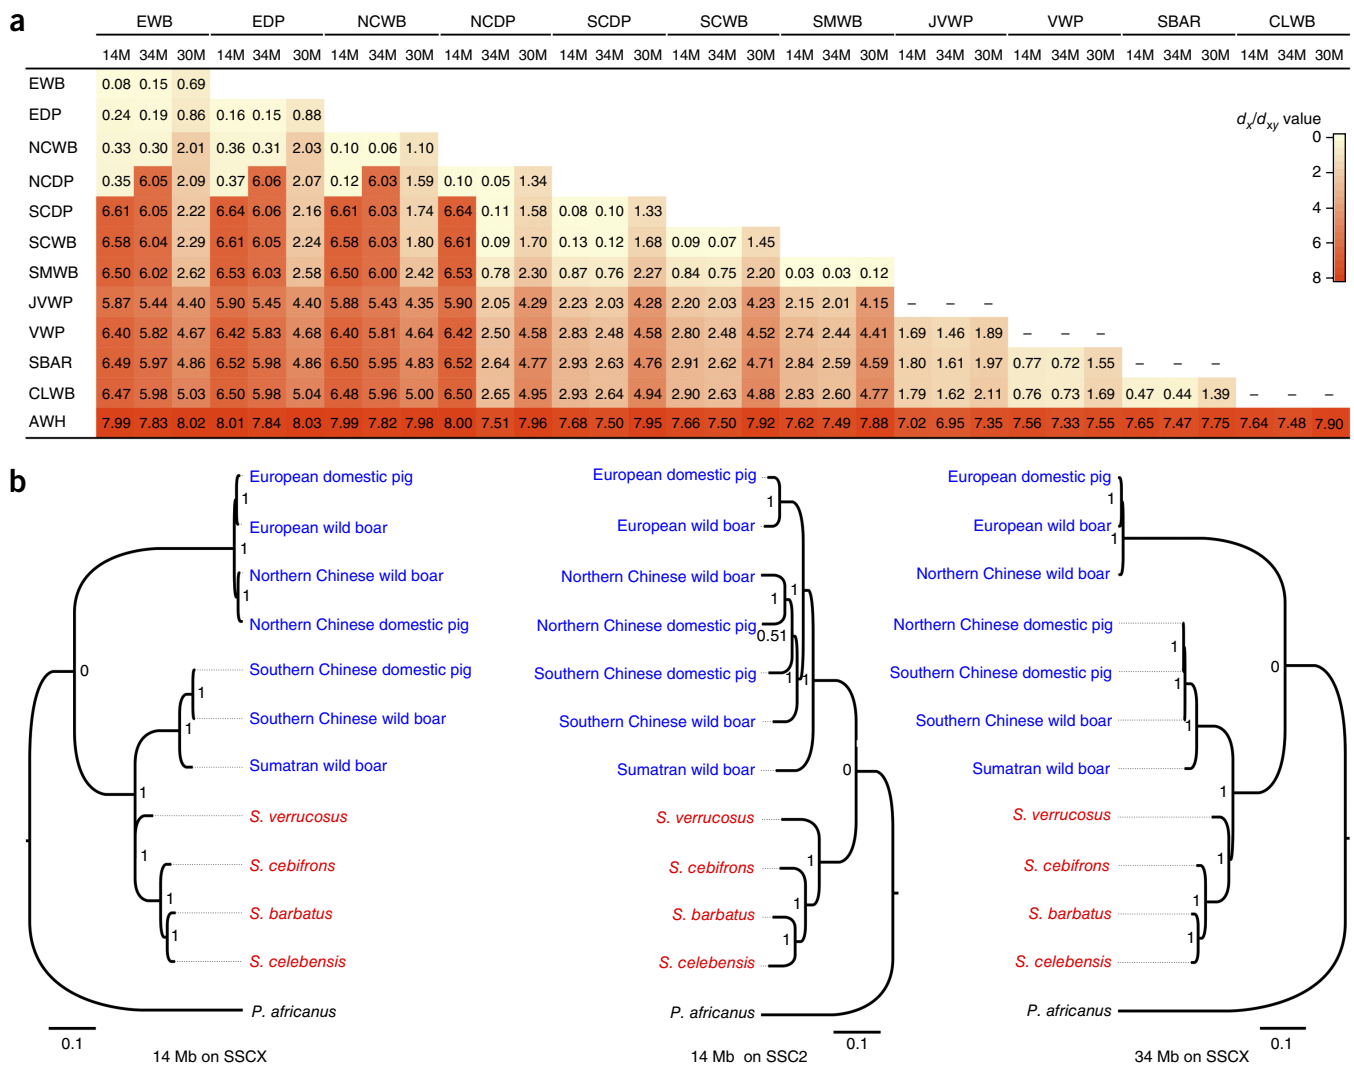 a
EWB EDP NCWB NCDP SCDP SCWB SMWB JVWP VWP SBAR CLWB
14M 34M 30M 14M 34M 30M 14M 34M 30M 14M 34M 30M 14M 34M 30M 14M 34M 30M 14M 34M 30M 14M 34M 30M 14M 34M 30M 14M 34M 30M 14M 34M 30M
EWB 0.08 0.15 0.69
EDP 0.24 0.19 0.86 0.16 0.15 0.88
NCWB 0.33 0.30 2.01 0.36 0.31 2.03 0.10 0.06 1.10
NCDP 0.35 6.05 2.09 0.37 6.06 2.07 0.12 6.03 1.59 0.10 0.05 1.34
SCDP 6.61 6.05 2.22 6.64 6.06 2.16 6.61 6.03 1.74 6.64 0.11 1.58 0.08 0.10 1.33
SCWB 6.58 6.04 2.29 6.61 6.05 2.24 6.58 6.03 1.80 6.61 0.09 1.70 0.13 0.12 1.68 0.09 0.07 1.45
SMWB 6.50 6.02 2.62 6.53 6.03 2.58 6.50 6.00 2.42 6.53 0.78 2.30 0.87 0.76 2.27 0.84 0.75 2.20 0.03 0.03 0.12
JVWP 5.87 5.44 4.40 5.90 5.45 4.40 5.88 5.43 4.35 5.90 2.05 4.29 2.23 2.03 4.28 2.20 2.03 4.23 2.15 2.01 4.15 – – –
VWP 6.40 5.82 4.67 6.42 5.83 4.68 6.40 5.81 4.64 6.42 2.50 4.58 2.83 2.48 4.58 2.80 2.48 4.52 2.74 2.44 4.41 1.69 1.46 1.89 – – –
SBAR 6.49 5.97 4.86 6.52 5.98 4.86 6.50 5.95 4.83 6.52 2.64 4.77 2.93 2.63 4.76 2.91 2.62 4.71 2.84 2.59 4.59 1.80 1.61 1.97 0.77 0.72 1.55 – – –
CLWB 6.47 5.98 5.03 6.50 5.98 5.04 6.48 5.96 5.00 6.50 2.65 4.95 2.93 2.64 4.94 2.90 2.63 4.88 2.83 2.60 4.77 1.79 1.62 2.11 0.76 0.73 1.69 0.47 0.44 1.39 – – –
AWH 7.99 7.83 8.02 8.01 7.84 8.03 7.99 7.82 7.98 8.00 7.51 7.96 7.68 7.50 7.95 7.66 7.50 7.92 7.62 7.49 7.88 7.02 6.95 7.35 7.56 7.33 7.55 7.65 7.47 7.75 7.64 7.48 7.90
dx/dxy value
0
2
4
6
8
b
European domestic pig
1
European wild boar
1
Northern Chinese wild boar
1
Northern Chinese domestic pig
0
Southern Chinese domestic pig
1
Southern Chinese wild boar
1
Sumatran wild boar
1
S. verrucosus
1
S. cebifrons
1
S. barbatus
1
S. celebensis
P. africanus
0.1
14 Mb on SSCX
European domestic pig
1
European wild boar
Northern Chinese wild boar
1
1
Northern Chinese domestic pig
0.51
Southern Chinese domestic pig
1
1
Southern Chinese wild boar
Sumatran wild boar
0
S. verrucosus
1
S. cebifrons
1
S. barbatus
1
S. celebensis
P. africanus
0.1
14 Mb on SSC2
European domestic pig
1
European wild boar
1
Northern Chinese wild boar
Northern Chinese domestic pig
1
0
Southern Chinese domestic pig
1
Southern Chinese wild boar
1
Sumatran wild boar
1
S. verrucosus
1
S. cebifrons
1
S. barbatus
1
S. celebensis
P. africanus
0.1
34 Mb on SSCX